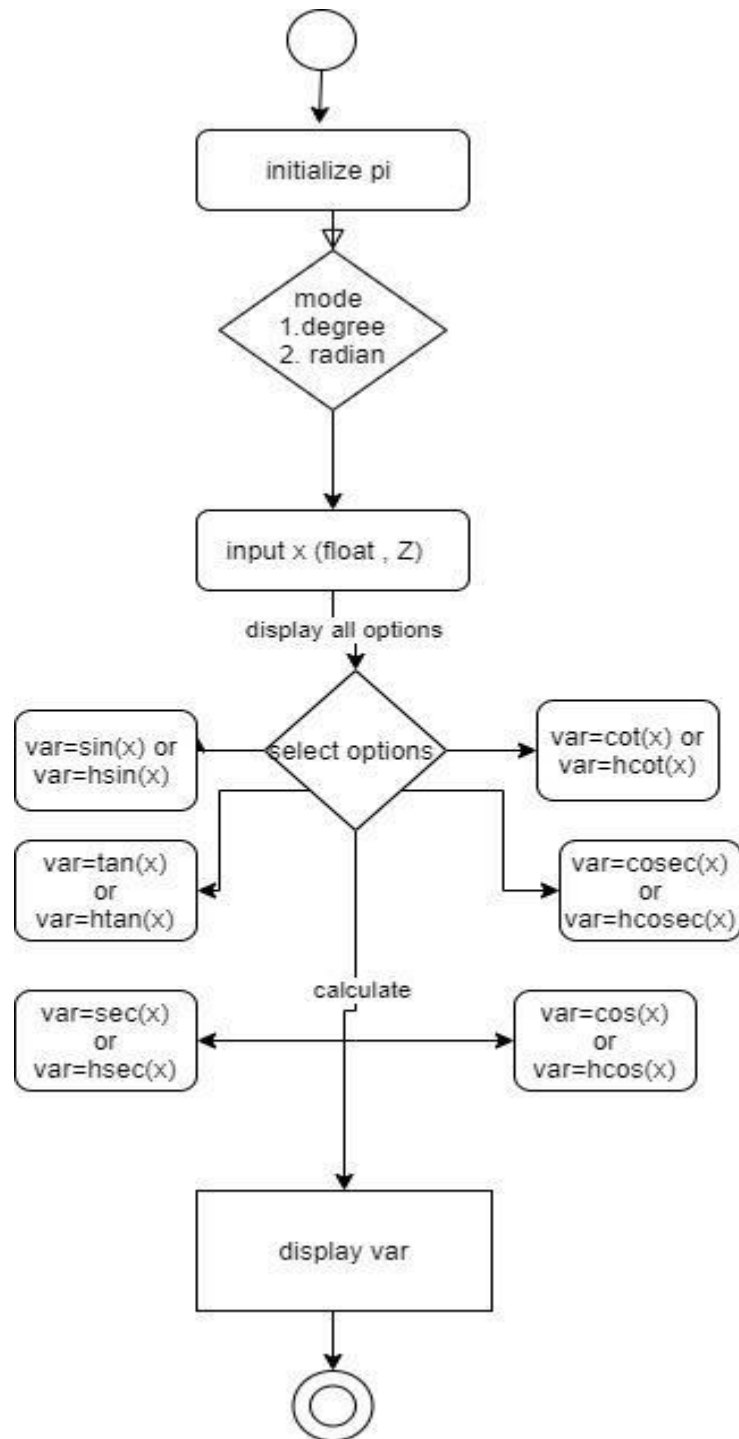 initialize pi
mode
1.degree
2. radian
input x (float , Z)
display all options
select options
var=sin(x) or
var=hsin(x)
var=cot(x) or
var=hcot(x)
var=tan(x)
or
var=htan(x)
var=cosec(x)
or
var=hcosec(x)
calculate
var=sec(x)
or
var=hsec(x)
var=cos(x)
or
var=hcos(x)
display var